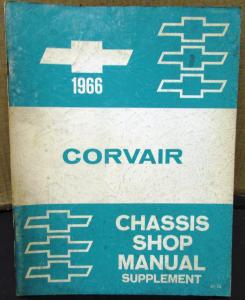 1966
CORVAIR
CHASSIS
SHOP
MANUAL
SUPPLEMENT